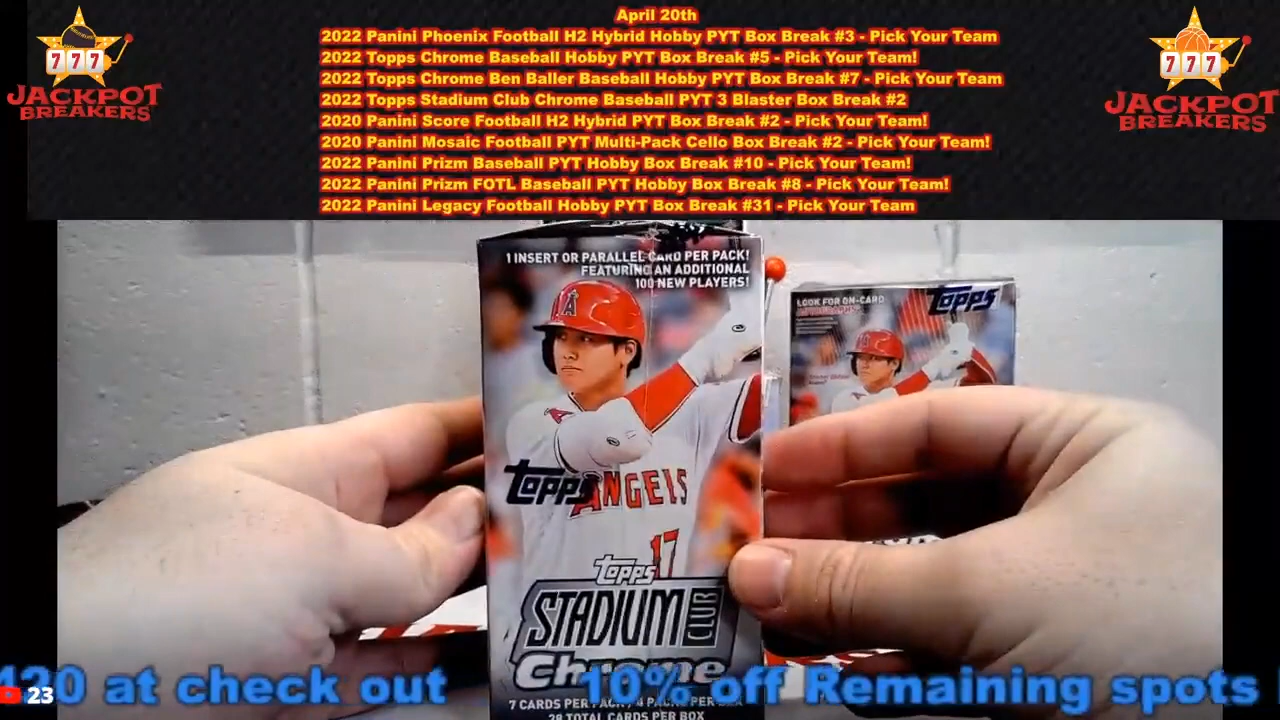 April 20th
2022 Panini Phoenix Football H2 Hybrid Hobby PYT Box Break #3 - Pick Your Team
2022 Topps Chrome Baseball Hobby PYT Box Break #5 - Pick Your Team!
2022 Topps Chrome Ben Baller Baseball Hobby PYT Box Break #7 - Pick Your Team
2022 Topps Stadium Club Chrome Baseball PYT 3 Blaster Box Break #2
2020 Panini Score Football H2 Hybrid PYT Box Break #2 - Pick Your Team!
2020 Panini Mosaic Football PYT Multi-Pack Cello Box Break #2 - Pick Your Team!
2022 Panini Prizm Baseball PYT Hobby Box Break #10 - Pick Your Team!
2022 Panini Prizm FOTL Baseball PYT Hobby Box Break #8 - Pick Your Team!
2022 Panini Legacy Football Hobby PYT Box Break #31 - Pick Your Team
777
JACKPOT
BREAKERS
777
JACKPOT
BREAKERS
1 INSERT OR PARALLEL CARD PER PACK!
FEATURING AN ADDITIONAL
100 NEW PLAYERS!
A
topps
ANGELS
17
topps
STADIUM CLUB
Chrome
7 CARDS PER PACK / 4 PACKS PER
28 TOTAL CARDS PER BOX
LOOK FOR ON-CARD
AUTOGRAPHS
topps
420 at check out 10% off Remaining spots
23